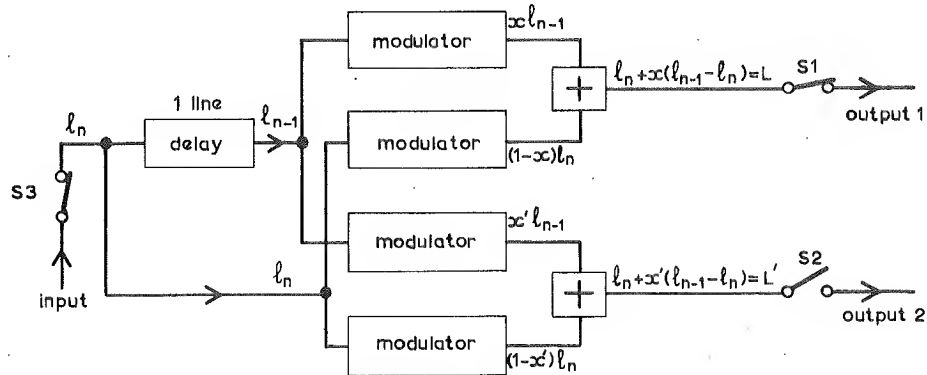 xℓₙ₋₁
modulator
ℓₙ+x(ℓₙ₋₁-ℓₙ)=L
S1
1 line
+
output 1
ℓₙ
ℓₙ₋₁
delay
modulator
(1-x)ℓₙ
S3
x'ℓₙ₋₁
modulator
ℓₙ+x'(ℓₙ₋₁-ℓₙ)=L'
S2
ℓₙ
input
+
output 2
modulator
(1-x')ℓₙ